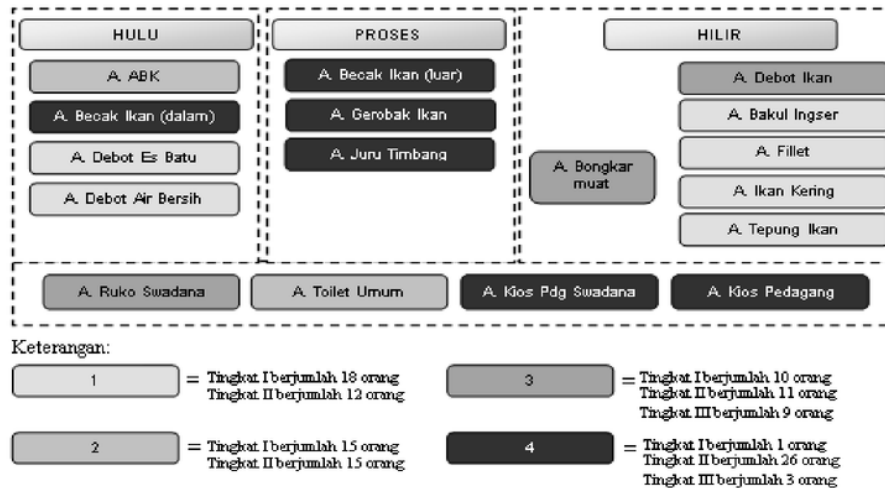 HULU
PROSES
HILIR
A. ABK
A. Becak Ikan (dalam)
A. Debot Es Batu
A. Debot Air Bersih
A. Becak Ikan (luar)
A. Gerobak Ikan
A. Juru Timbang
A. Bongkar
muat
A. Debot Ikan
A. Bakul Ingser
A. Fillet
A. Ikan Kering
A. Tepung Ikan
A. Ruko Swadana
A. Toilet Umum
A. Kios Pdg Swadana
A. Kios Pedagang
Keterangan:
1
= Tingkat I berjumlah 18 orang
Tingkat II berjumlah 12 orang
2
= Tingkat I berjumlah 15 orang
Tingkat II berjumlah 15 orang
3
= Tingkat I berjumlah 10 orang
Tingkat II berjumlah 11 orang
Tingkat III berjumlah 9 orang
4
= Tingkat I berjumlah 1 orang
Tingkat II berjumlah 26 orang
Tingkat III berjumlah 3 orang